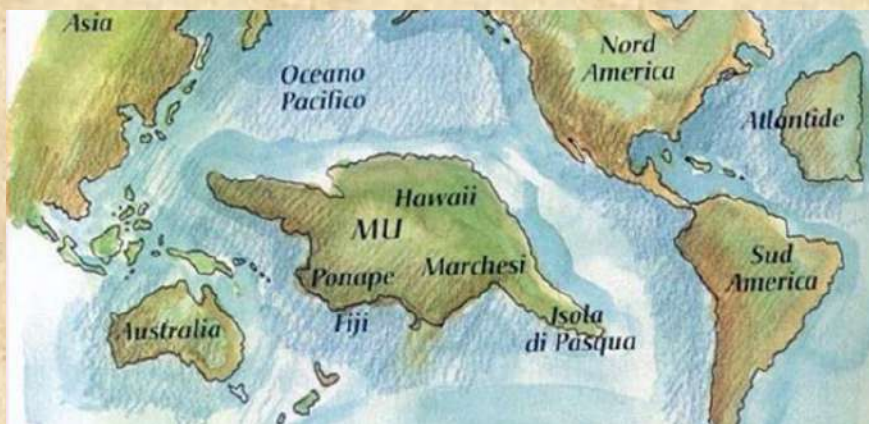 Asia
Oceano
Pacifico
Nord
America
Atlantide
Hawaii
MU
Ponape
Marchesi
Fiji
Isola
di Pasqua
Australia
Sud
America